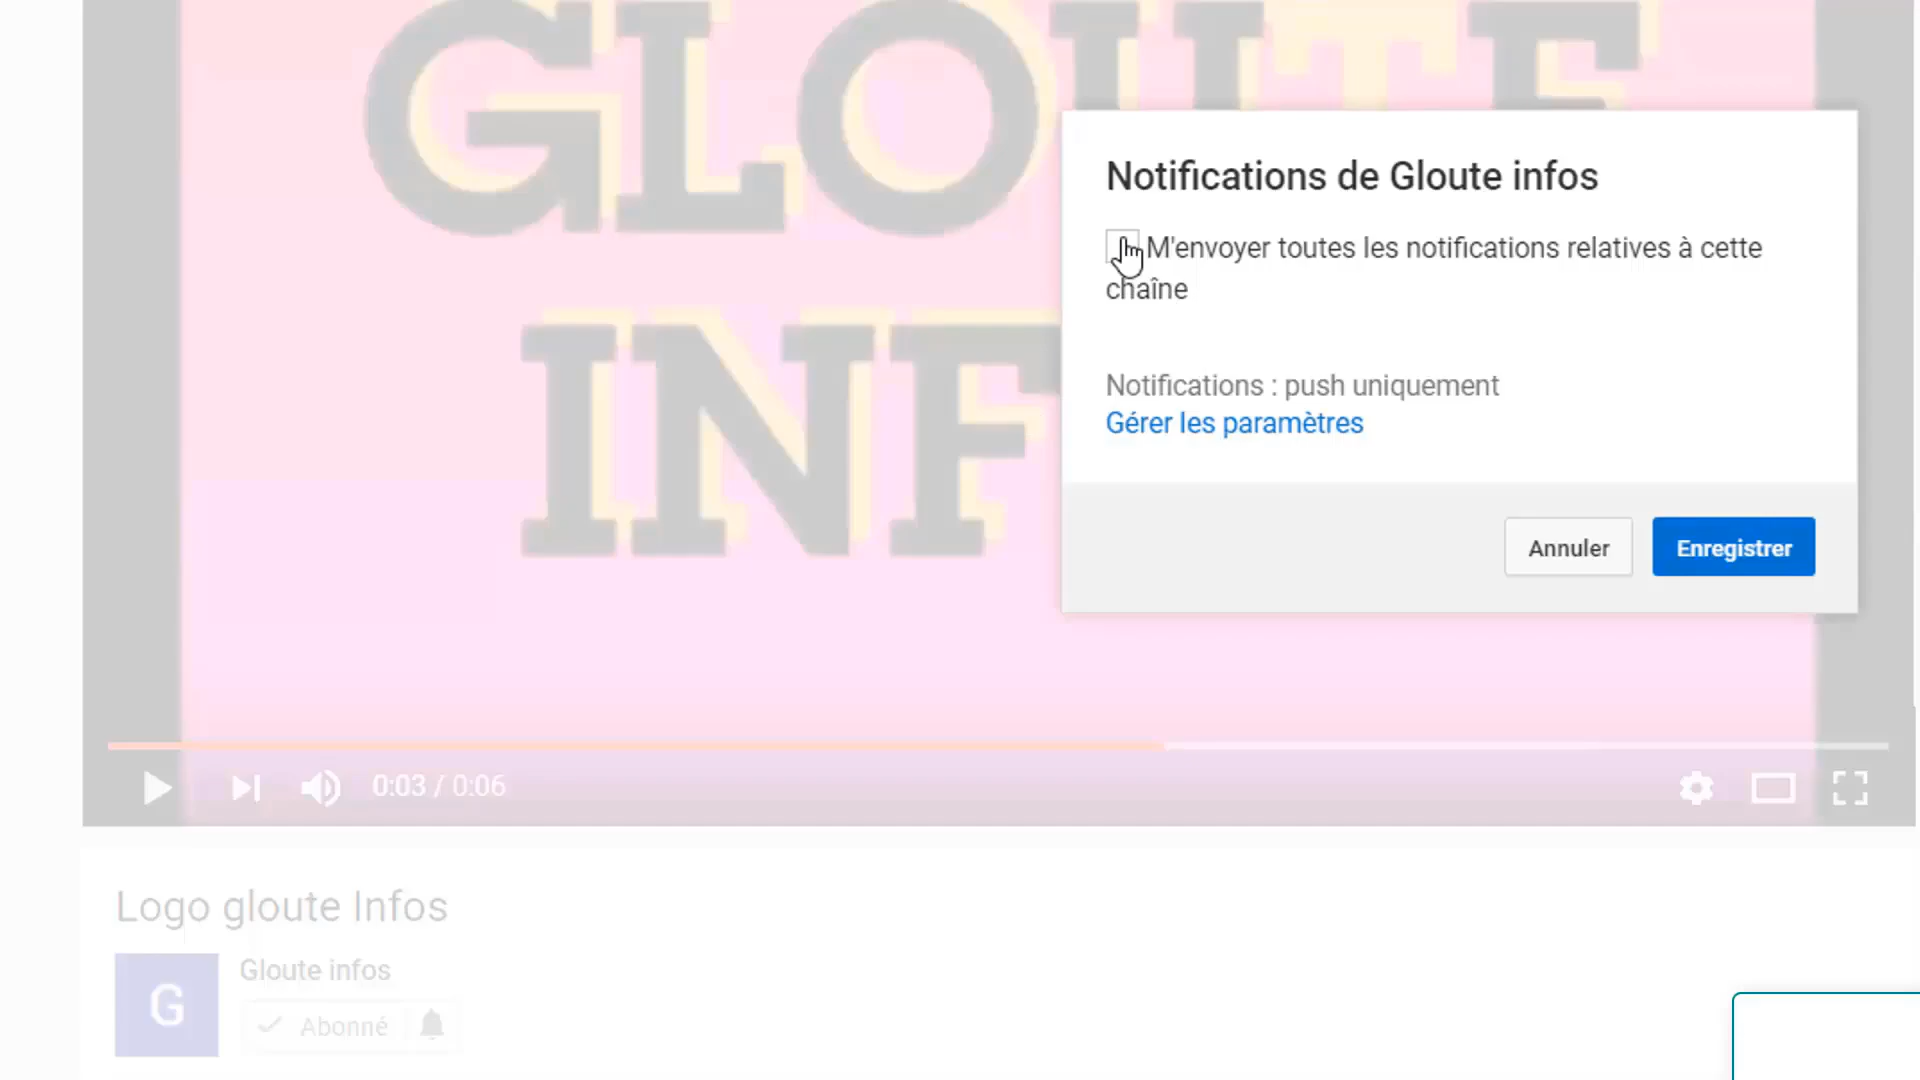 GLOUTE
INF
Notifications de Gloute infos
M'envoyer toutes les notifications relatives à cette
chaîne
Notifications : push uniquement
Gérer les paramètres
Annuler
Enregistrer
0:03 / 0:06
Logo gloute Infos
G
Gloute infos
Abonné